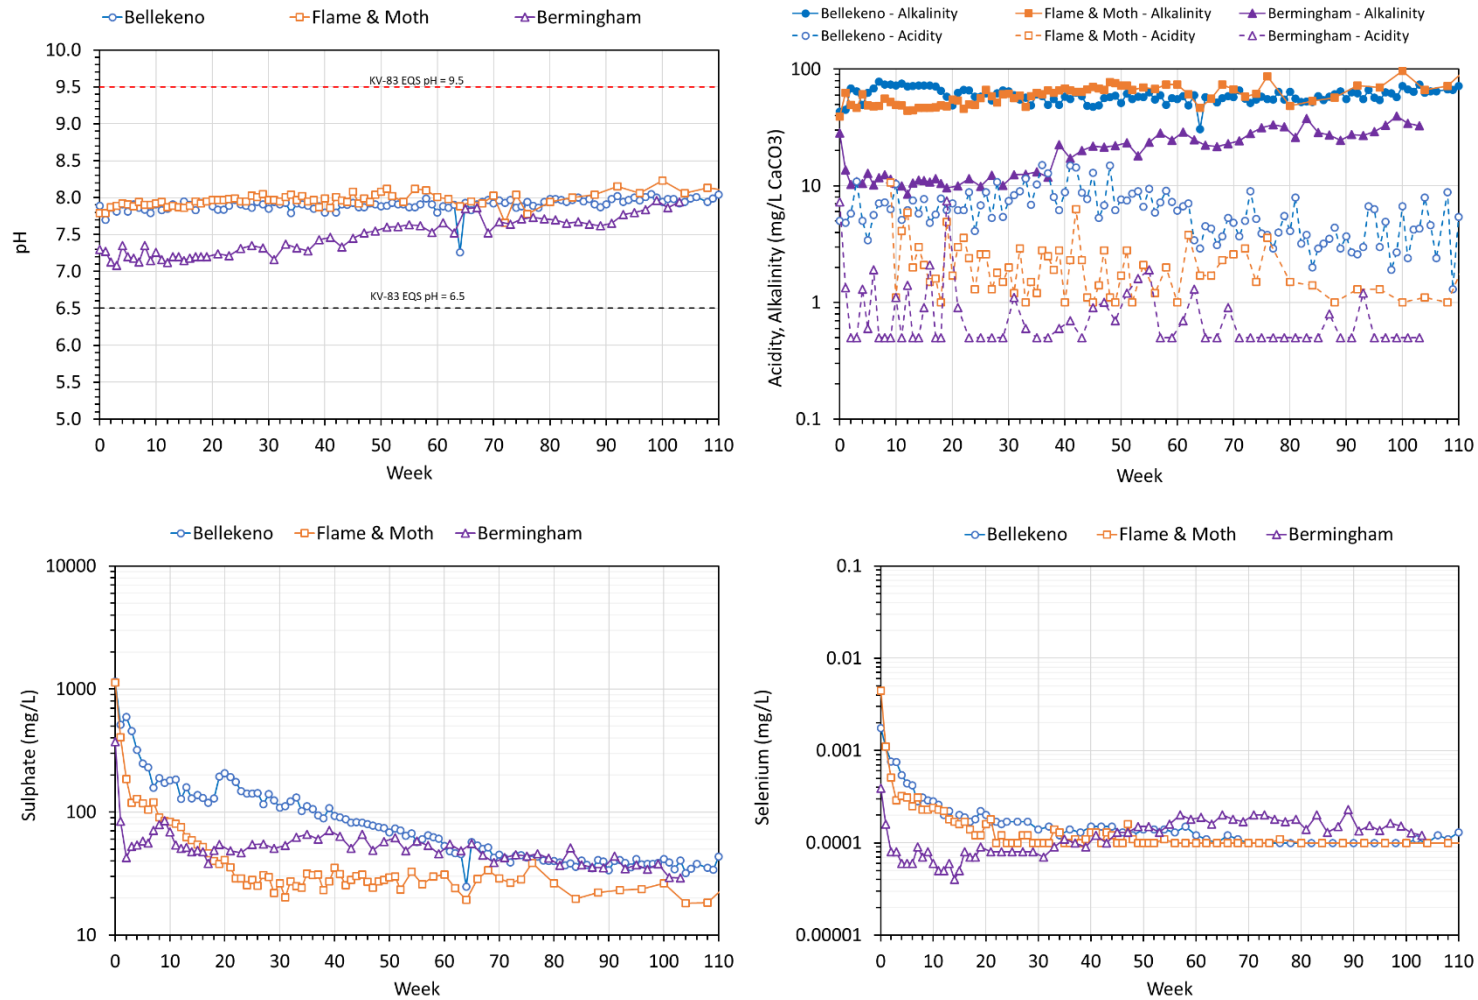 Bellekeno Flame & Moth Bermingham
10.0
9.5
9.0
8.5
8.0
7.5
7.0
6.5
6.0
5.5
5.0
pH
KV-83 EQS pH = 9.5
KV-83 EQS pH = 6.5
0 10 20 30 40 50 60 70 80 90 100 110
Week
Bellekeno - Alkalinity Flame & Moth - Alkalinity Bermingham - Alkalinity
Bellekeno - Acidity Flame & Moth - Acidity Bermingham - Acidity
100
10
1
0.1
Acidity, Alkalinity (mg/L CaCO3)
0 10 20 30 40 50 60 70 80 90 100 110
Week
Bellekeno Flame & Moth Bermingham
10000
1000
100
10
Sulphate (mg/L)
0 10 20 30 40 50 60 70 80 90 100 110
Week
Bellekeno Flame & Moth Bermingham
0.1
0.01
0.001
0.0001
0.00001
Selenium (mg/L)
0 10 20 30 40 50 60 70 80 90 100 110
Week